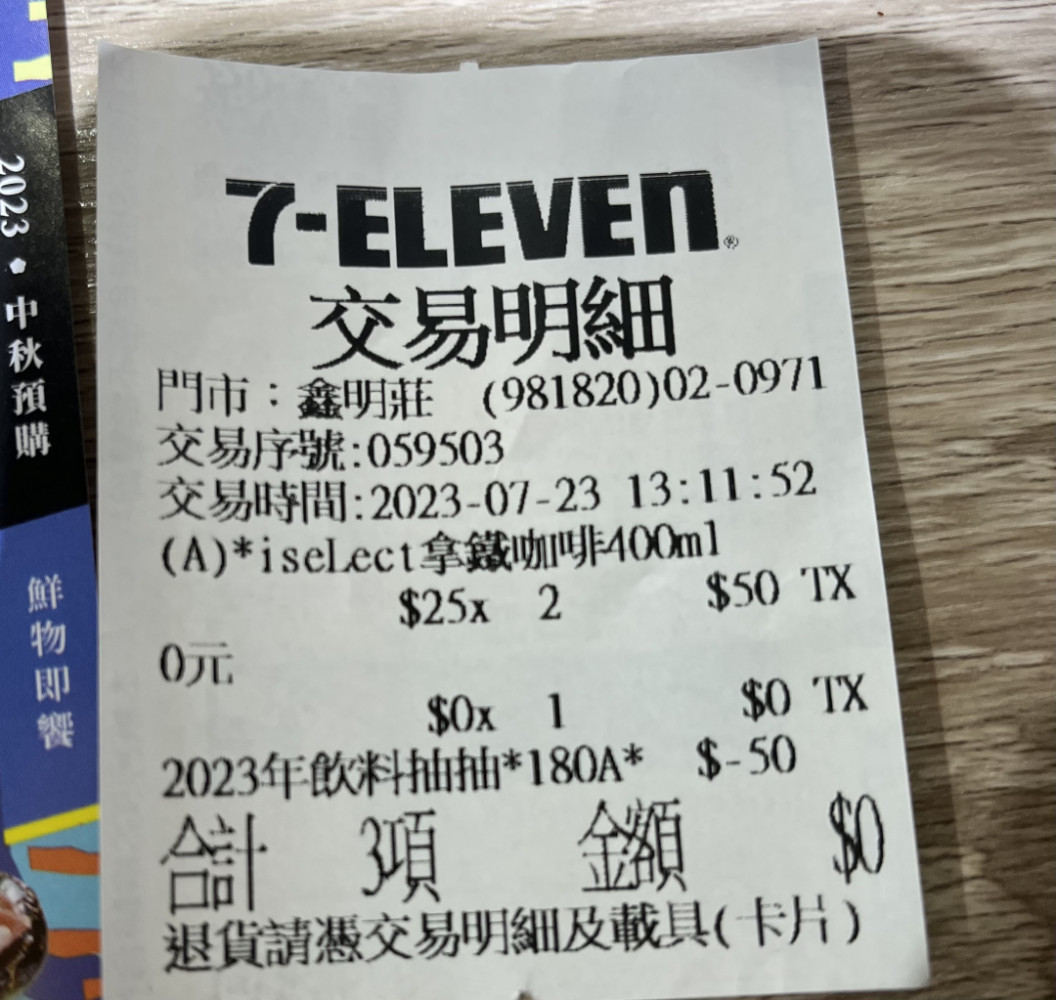 7-ELEVEN®
交易明細
門市：鑫明莊 (981820)02-0971
交易序號:059503
交易時間:2023-07-23 13:11:52
(A)*iseLect拿鐵咖啡400ml
$25x 2 $50 TX
0元
$0x 1 $0 TX
2023年飲料抽抽*180A* $-50
合計 3項 金額 $0
退貨請憑交易明細及載具(卡片)
2023・中秋預購
鮮物即饗